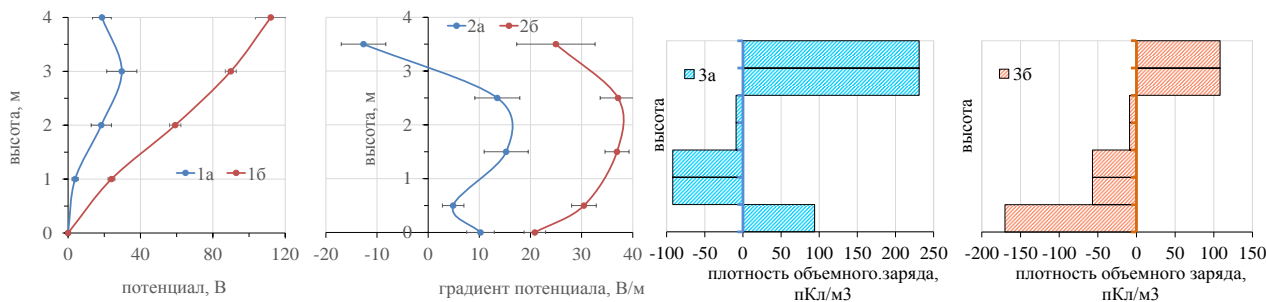 4
3
2
1
0
высота, м
1а 1б
0 40 80 120
потенциал, В
4
3
2
1
0
высота, м
2а 2б
-20 -10 0 10 20 30 40
градиент потенциала, В/м
высота
3а
-100 -50 0 50 100 150 200 250
плотность объемного.заряда,
пКл/м3
высота
3б
-200 -150 -100 -50 0 50 100 150 200
плотность объемного заряда,
пКл/м3